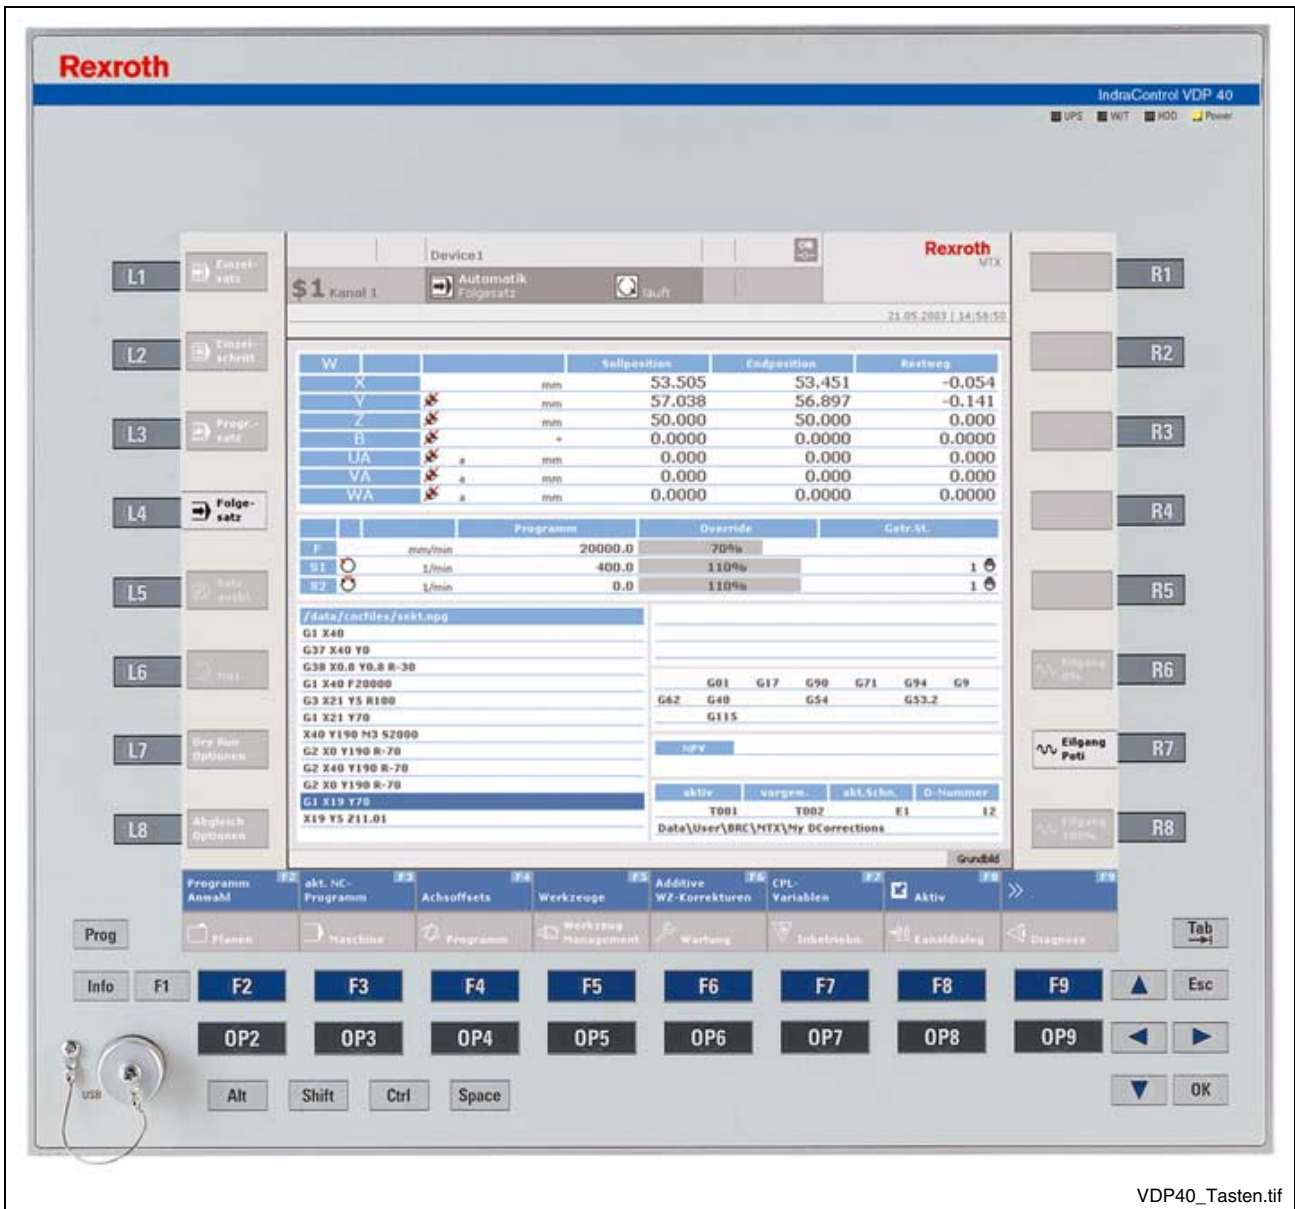 Rexroth
IndraControl VDP 40
UPS WIT HDD Power
Device1
Rexroth
MTX
$1 Kanal 1
Automatik
Folgesatz
läuft
21.05.2003 | 14:56:50
L1 Einzel-
satz
R1
L2 Einzel-
schritt
R2
L3 Progr.-
satz
R3
L4 Folge-
satz
R4
L5
R5
L6
R6
L7 Dry Run
Optionen
Eilgang
Poti R7
L8 Abgleich
Optionen
Eilgang
100% R8
W Sollposition Endposition Restweg
X mm 53.505 53.451 -0.054
Y mm 57.038 56.897 -0.141
Z mm 50.000 50.000 0.000
B ° 0.0000 0.0000 0.0000
UA a mm 0.000 0.000 0.000
VA a mm 0.000 0.000 0.000
WA a mm 0.0000 0.0000 0.0000
Programm Override Getr.St.
F mm/min 20000.0 70%
S1 1/min 400.0 110% 1
S2 1/min 0.0 110% 1
/data/cncfiles/sekt.npg
G1 X40
G37 X40 Y0
G38 X0.8 Y0.8 R-30
G1 X40 F20000
G3 X21 Y5 R100
G1 X21 Y70
X40 Y190 M3 S2000
G2 X0 Y190 R-70
G2 X40 Y190 R-70
G2 X0 Y190 R-70
G1 X19 Y70
X19 Y5 Z11.01
G01 G17 G90 G71 G94 G9
G62 G40 G54 G53.2
G115
NPV
aktiv vorgew. akt.Schn. D-Nummer
T001 T002 E1 12
Data\User\BRC\MTX\My DCorrections
Grundbild
Programm
Anwahl F2
akt. NC-
Programm F3
Achsoffsets F4
Werkzeuge F5
Additive
WZ-Korrekturen F6
CPL-
Variablen F7
Aktiv F8
>> F9
Planen Maschine Programm Werkzeug
Management Wartung Inbetriebn. Kanaldialog Diagnose
Prog Tab
Info F1 F2 F3 F4 F5 F6 F7 F8 F9 Esc
OP2 OP3 OP4 OP5 OP6 OP7 OP8 OP9
USB Alt Shift Ctrl Space OK
VDP40_Tasten.tif